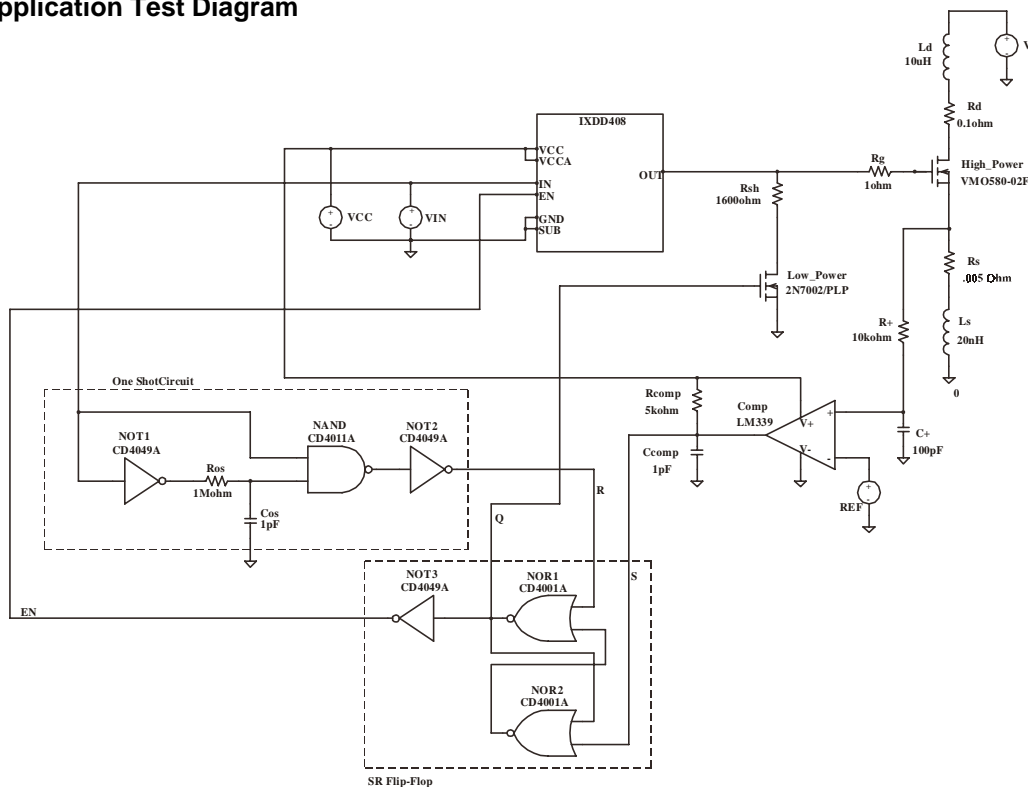 pplication Test Diagram
Ld
10uH
V
Rd
0.1ohm
IXDD408
VCC
VCCA
IN
EN
GND
SUB
OUT
VCC
VIN
Rg
1ohm
High_Power
VMO580-02F
Rsh
1600ohm
Low_Power
2N7002/PLP
Rs
.005 Ohm
R+
10kohm
Ls
20nH
0
One ShotCircuit
NOT1
CD4049A
Ros
1Mohm
Cos
1pF
NAND
CD4011A
NOT2
CD4049A
Rcomp
5kohm
Comp
LM339
V+
V-
+
-
Ccomp
1pF
C+
100pF
REF
+
-
R
Q
S
EN
NOT3
CD4049A
NOR1
CD4001A
NOR2
CD4001A
SR Flip-Flop